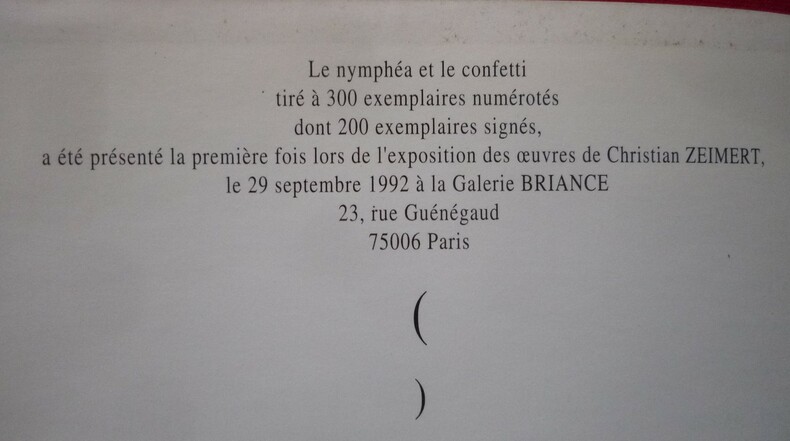 Le nymphéa et le confetti
tiré à 300 exemplaires numérotés
dont 200 exemplaires signés,
a été présenté la première fois lors de l'exposition des œuvres de Christian ZEIMERT,
le 29 septembre 1992 à la Galerie BRIANCE
23, rue Guénégaud
75006 Paris
(
)